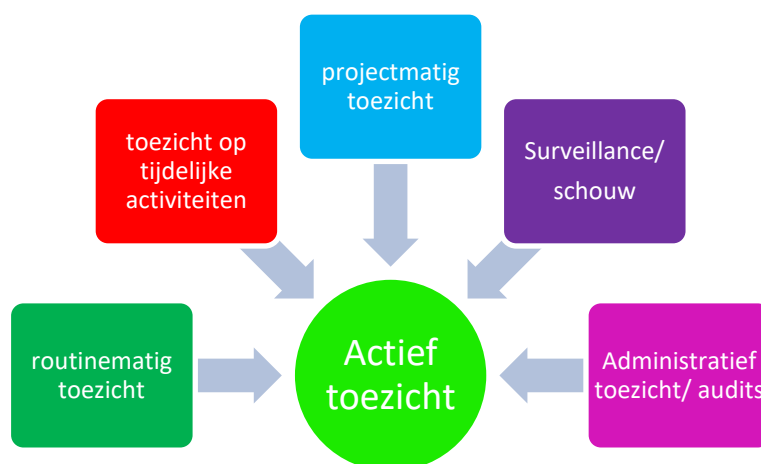 projectmatig
toezicht
toezicht op
tijdelijke
activiteiten
Surveillance/
schouw
routinematig
toezicht
Actief
toezicht
Administratief
toezicht/ audits